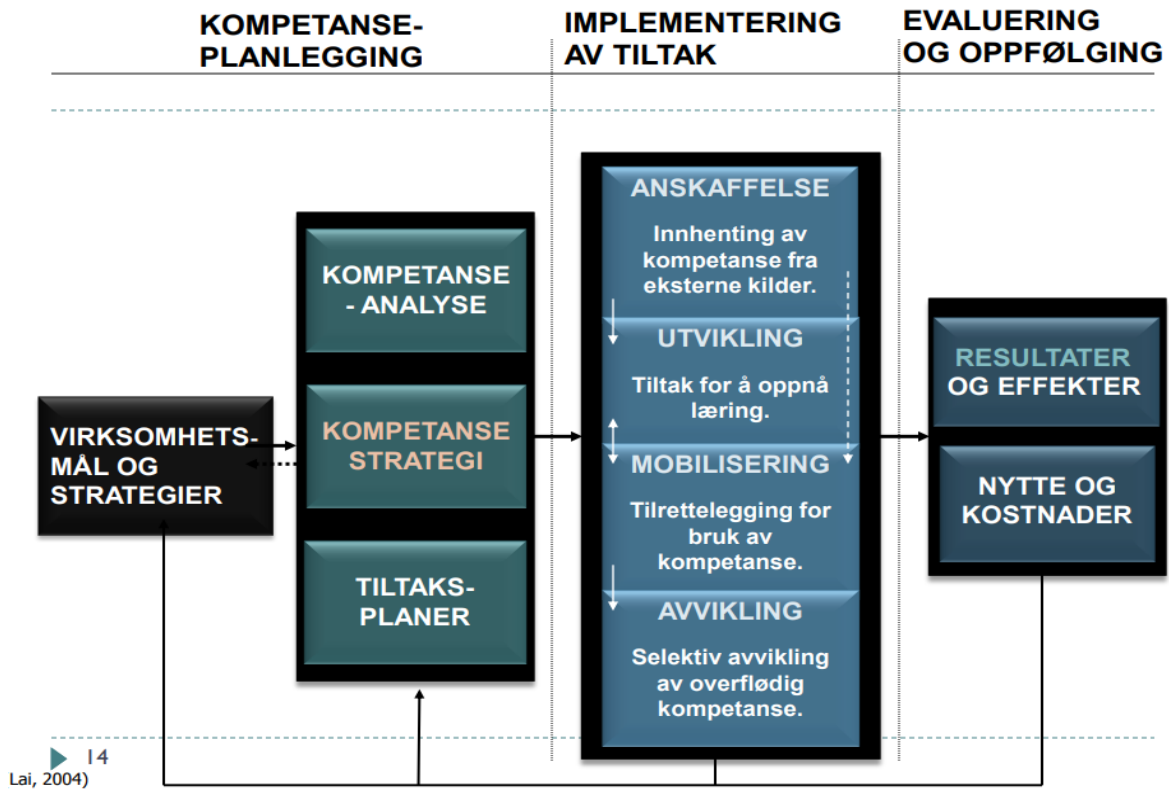 KOMPETANSE-
PLANLEGGING
IMPLEMENTERING
AV TILTAK
EVALUERING
OG OPPFØLGING
VIRKSOMHETS-
MÅL OG
STRATEGIER
KOMPETANSE
- ANALYSE
KOMPETANSE
STRATEGI
TILTAKS-
PLANER
ANSKAFFELSE
Innhenting av
kompetanse fra
eksterne kilder.
UTVIKLING
Tiltak for å oppnå
læring.
MOBILISERING
Tilrettelegging for
bruk av
kompetanse.
AVVIKLING
Selektiv avvikling
av overflødig
kompetanse.
RESULTATER
OG EFFEKTER
NYTTE OG
KOSTNADER
14
Lai, 2004)